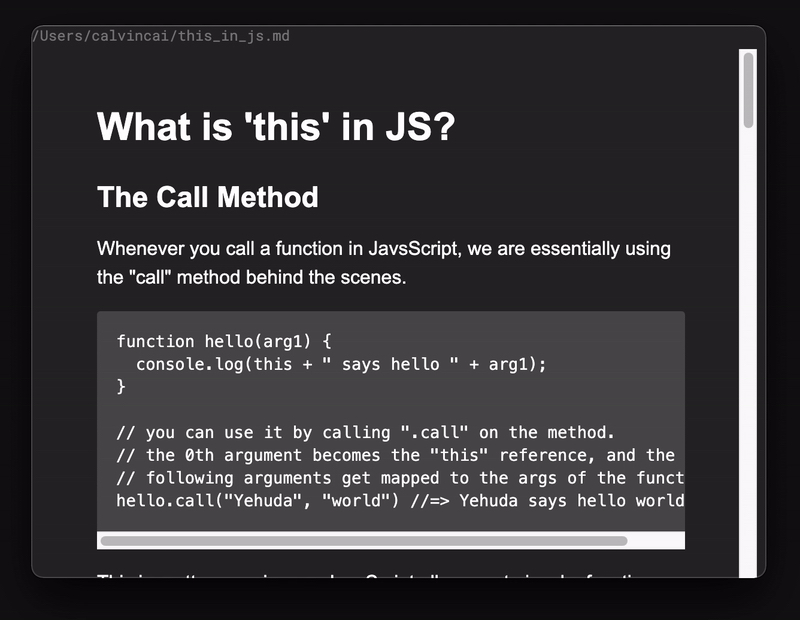 /Users/calvincai/this_in_js.md
What is 'this' in JS?
The Call Method
Whenever you call a function in JavsScript, we are essentially using
the "call" method behind the scenes.
function hello(arg1) {
  console.log(this + " says hello " + arg1);
}
// you can use it by calling ".call" on the method.
// the 0th argument becomes the "this" reference, and the
// following arguments get mapped to the args of the funct
hello.call("Yehuda", "world") //=> Yehuda says hello world